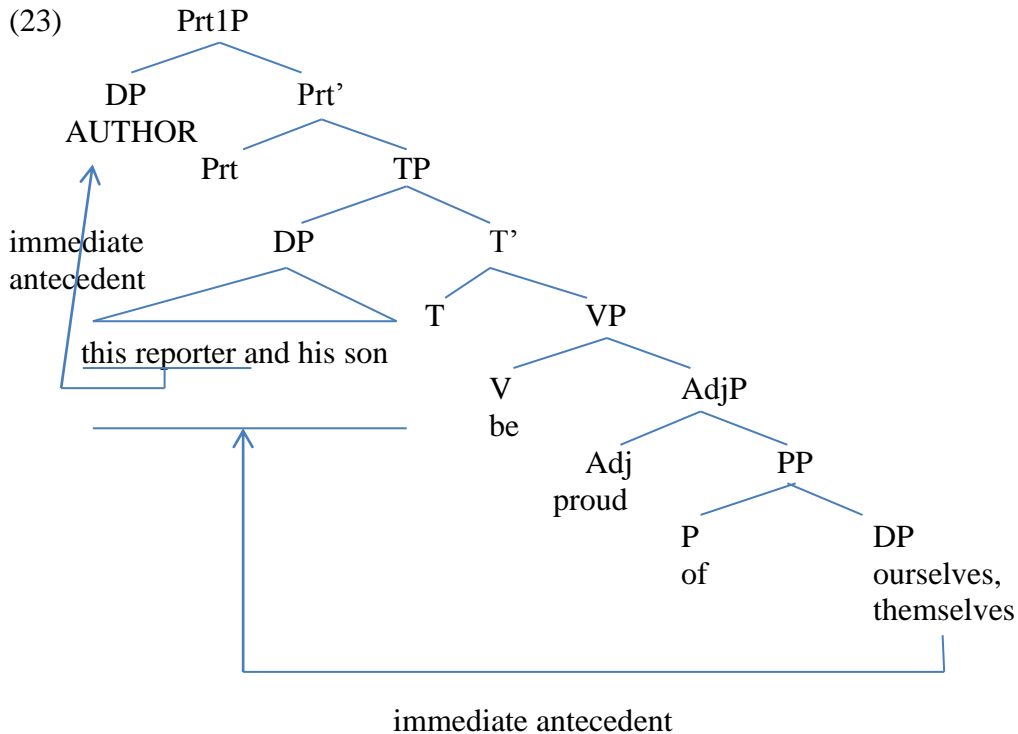 (23) Prt1P
DP Prt’
AUTHOR
Prt TP
immediate DP T’
antecedent
T VP
this reporter and his son
V AdjP
be
Adj PP
proud
P DP
of ourselves,
themselves
immediate antecedent